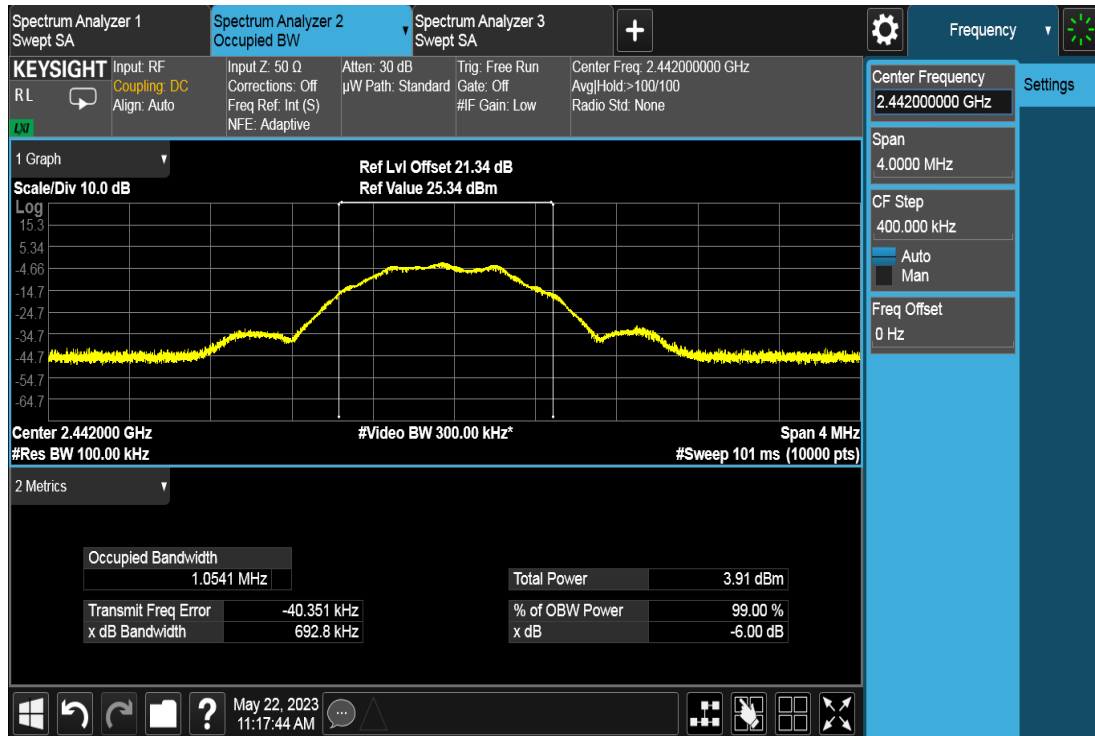 Spectrum Analyzer 1
Swept SA
Spectrum Analyzer 2
Occupied BW
Spectrum Analyzer 3
Swept SA
Frequency
KEYSIGHT
RL
LXI
Input: RF
Coupling: DC
Align: Auto
Input Z: 50 Ω
Corrections: Off
Freq Ref: Int (S)
NFE: Adaptive
Atten: 30 dB
µW Path: Standard
Trig: Free Run
Gate: Off
#IF Gain: Low
Center Freq: 2.442000000 GHz
Avg|Hold:>100/100
Radio Std: None
Center Frequency
2.442000000 GHz
Settings
Span
4.0000 MHz
CF Step
400.000 kHz
Auto
Man
Freq Offset
0 Hz
1 Graph
Scale/Div 10.0 dB
Ref Lvl Offset 21.34 dB
Ref Value 25.34 dBm
Log
15.3
5.34
-4.66
-14.7
-24.7
-34.7
-44.7
-54.7
-64.7
Center 2.442000 GHz
#Res BW 100.00 kHz
#Video BW 300.00 kHz*
Span 4 MHz
#Sweep 101 ms (10000 pts)
2 Metrics
Occupied Bandwidth
1.0541 MHz
Transmit Freq Error -40.351 kHz
x dB Bandwidth 692.8 kHz
Total Power 3.91 dBm
% of OBW Power 99.00 %
x dB -6.00 dB
?
May 22, 2023
11:17:44 AM